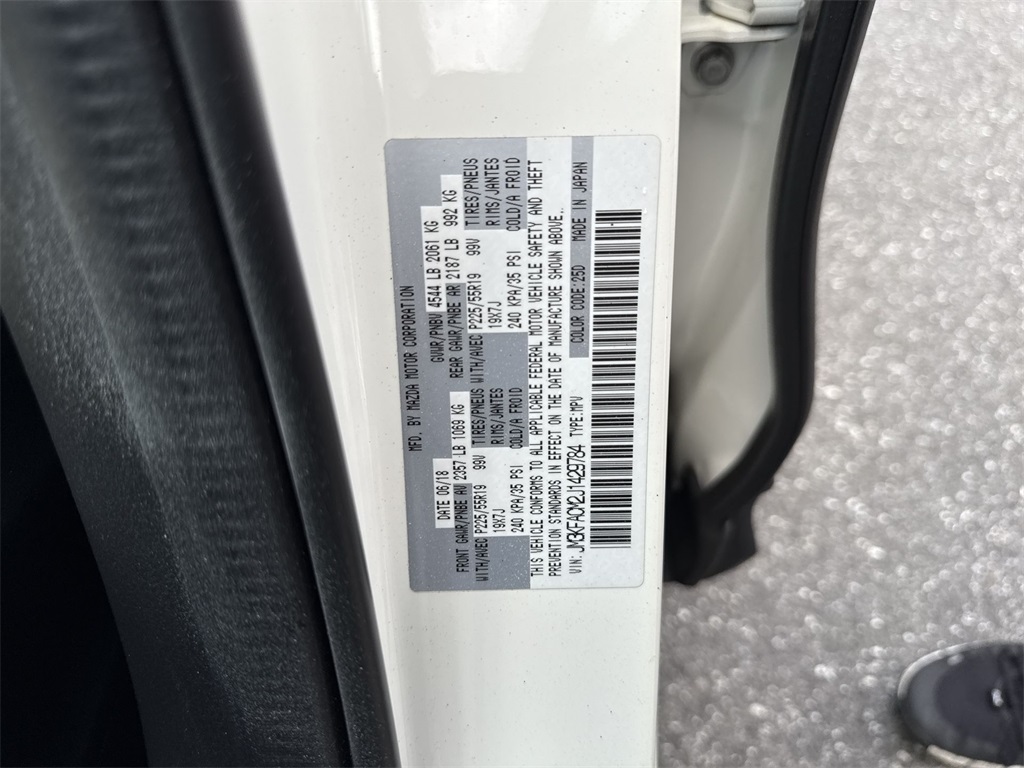 MFD. BY MAZDA MOTOR CORPORATION
DATE 06/18 GVWR/PNBV 4544 LB 2061 KG
FRONT GAWR/PNBE AV 2357 LB 1069 KG REAR GAWR/PNBE AR 2187 LB 992 KG
WITH/AVEC P225/55R19 99V TIRES/PNEUS WITH/AVEC P225/55R19 99V TIRES/PNEUS
19X7J RIMS/JANTES 19X7J RIMS/JANTES
240 KPA/35 PSI COLD/A FROID 240 KPA/35 PSI COLD/A FROID
THIS VEHICLE CONFORMS TO ALL APPLICABLE FEDERAL MOTOR VEHICLE SAFETY AND THEFT
PREVENTION STANDARDS IN EFFECT ON THE DATE OF MANUFACTURE SHOWN ABOVE.
VIN: JM3KFACM2J1429784 TYPE:MPV COLOR CODE:25D MADE IN JAPAN